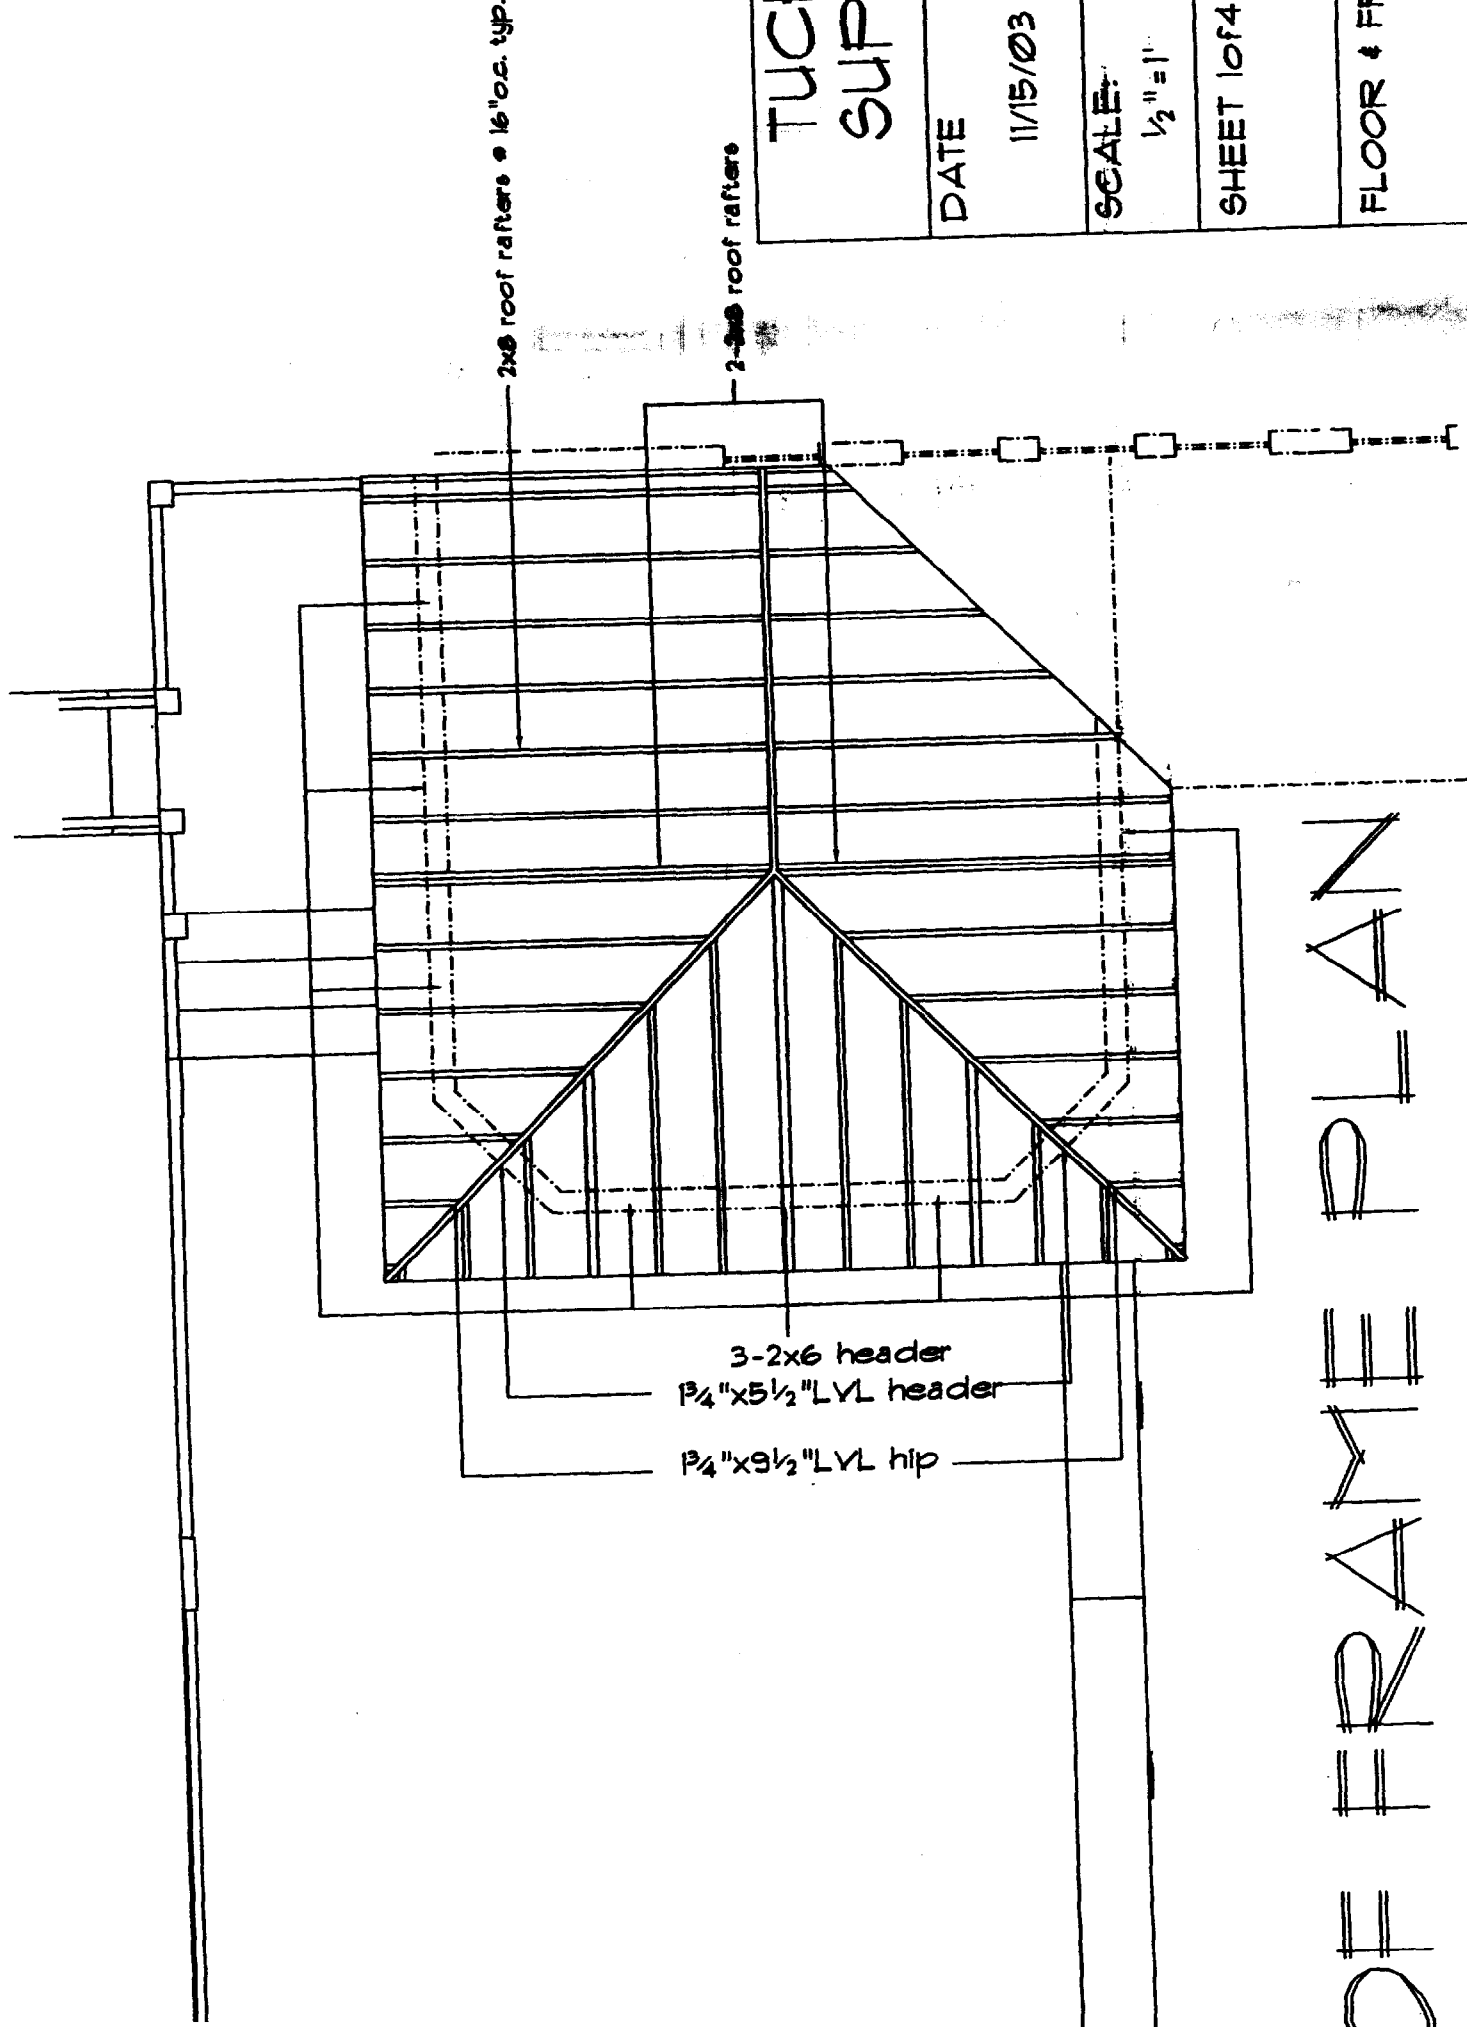 2x8 roof rafters @ 16"o.c. typ.
2-2x8 roof rafters
3-2x6 header
1¾"x5½"LVL header
1¾"x9½"LVL hip
DATE
11/15/03
SCALE:
½"=1'
SHEET 1of4
FLOOR &
FRAME PLAN